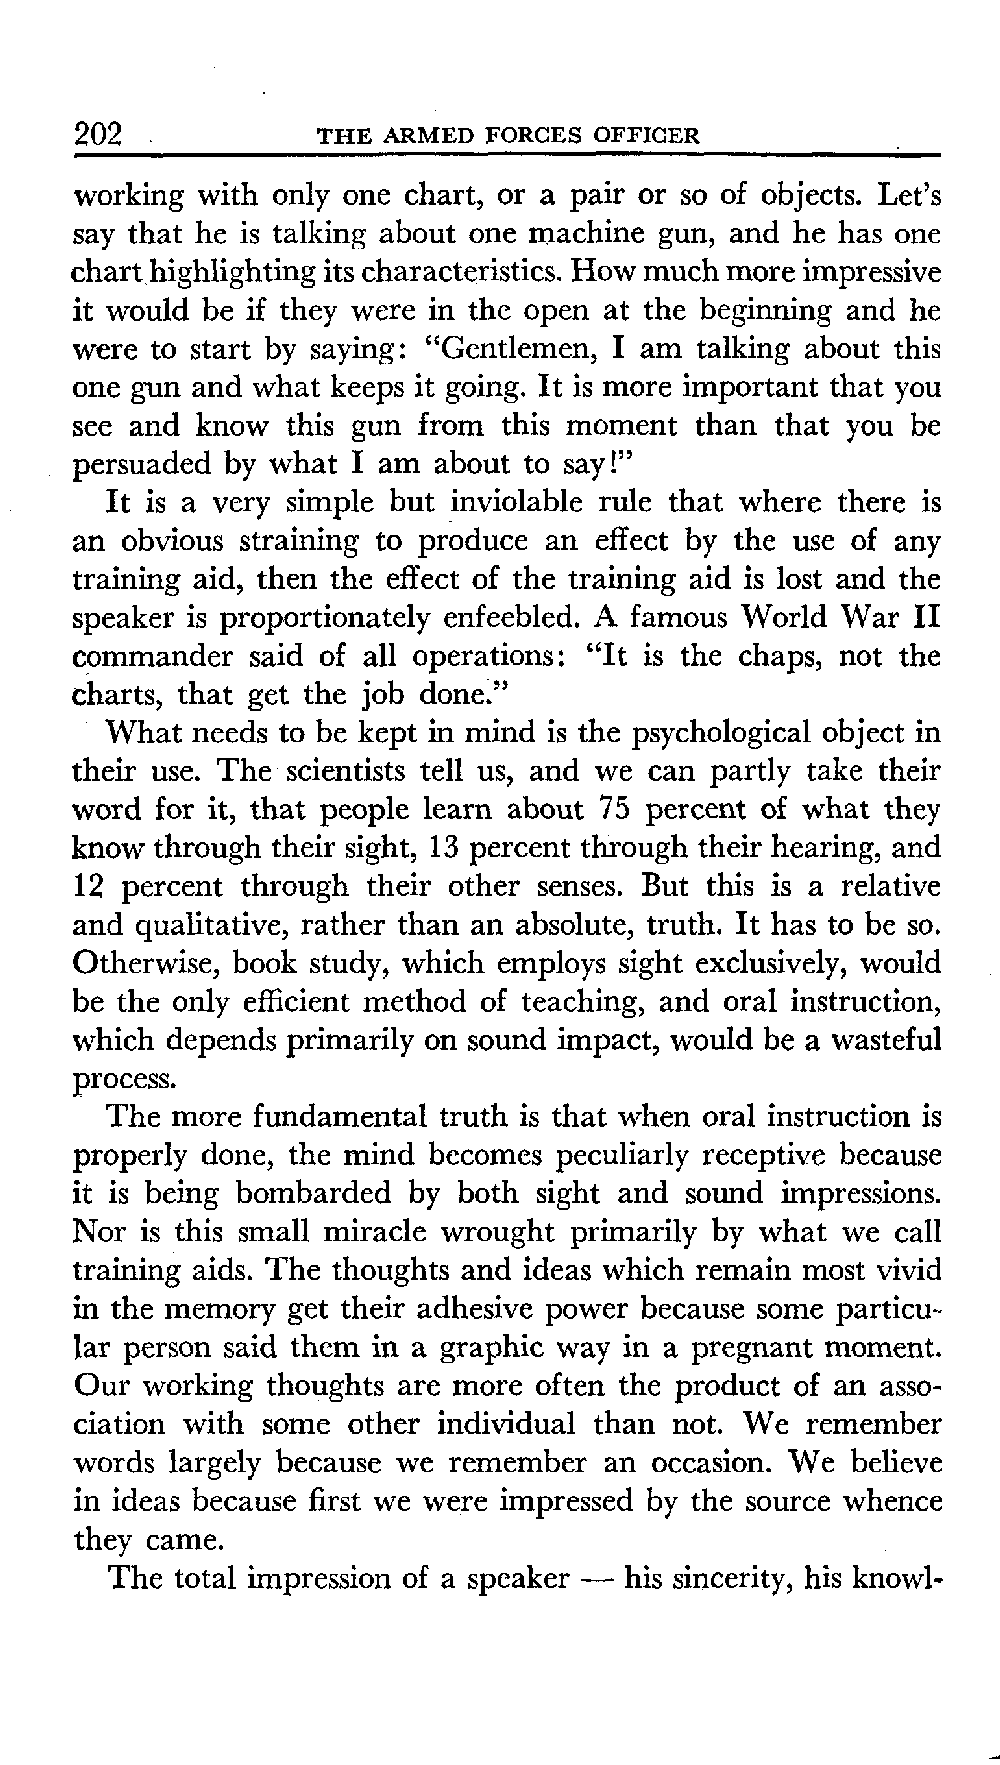 202 THE ARMED FORCES OFFICER
working with only one chart, or a pair or so of objects. Let's
say that he is talking about one machine gun, and he has one
chart highlighting its characteristics. How much more impressive
it would be if they were in the open at the beginning and he
were to start by saying: "Gentlemen, I am talking about this
one gun and what keeps it going. It is more important that you
see and know this gun from this moment than that you be
persuaded by what I am about to say!"
It is a very simple but inviolable rule that where there is
an obvious straining to produce an effect by the use of any
training aid, then the effect of the training aid is lost and the
speaker is proportionately enfeebled. A famous World War II
commander said of all operations: "It is the chaps, not the
charts, that get the job done."
What needs to be kept in mind is the psychological object in
their use. The scientists tell us, and we can partly take their
word for it, that people learn about 75 percent of what they
know through their sight, 13 percent through their hearing, and
12 percent through their other senses. But this is a relative
and qualitative, rather than an absolute, truth. It has to be so.
Otherwise, book study, which employs sight exclusively, would
be the only efficient method of teaching, and oral instruction,
which depends primarily on sound impact, would be a wasteful
process.
The more fundamental truth is that when oral instruction is
properly done, the mind becomes peculiarly receptive because
it is being bombarded by both sight and sound impressions.
Nor is this small miracle wrought primarily by what we call
training aids. The thoughts and ideas which remain most vivid
in the memory get their adhesive power because some particu-
lar person said them in a graphic way in a pregnant moment.
Our working thoughts are more often the product of an asso-
ciation with some other individual than not. We remember
words largely because we remember an occasion. We believe
in ideas because first we were impressed by the source whence
they came.
The total impression of a speaker — his sincerity, his knowl-